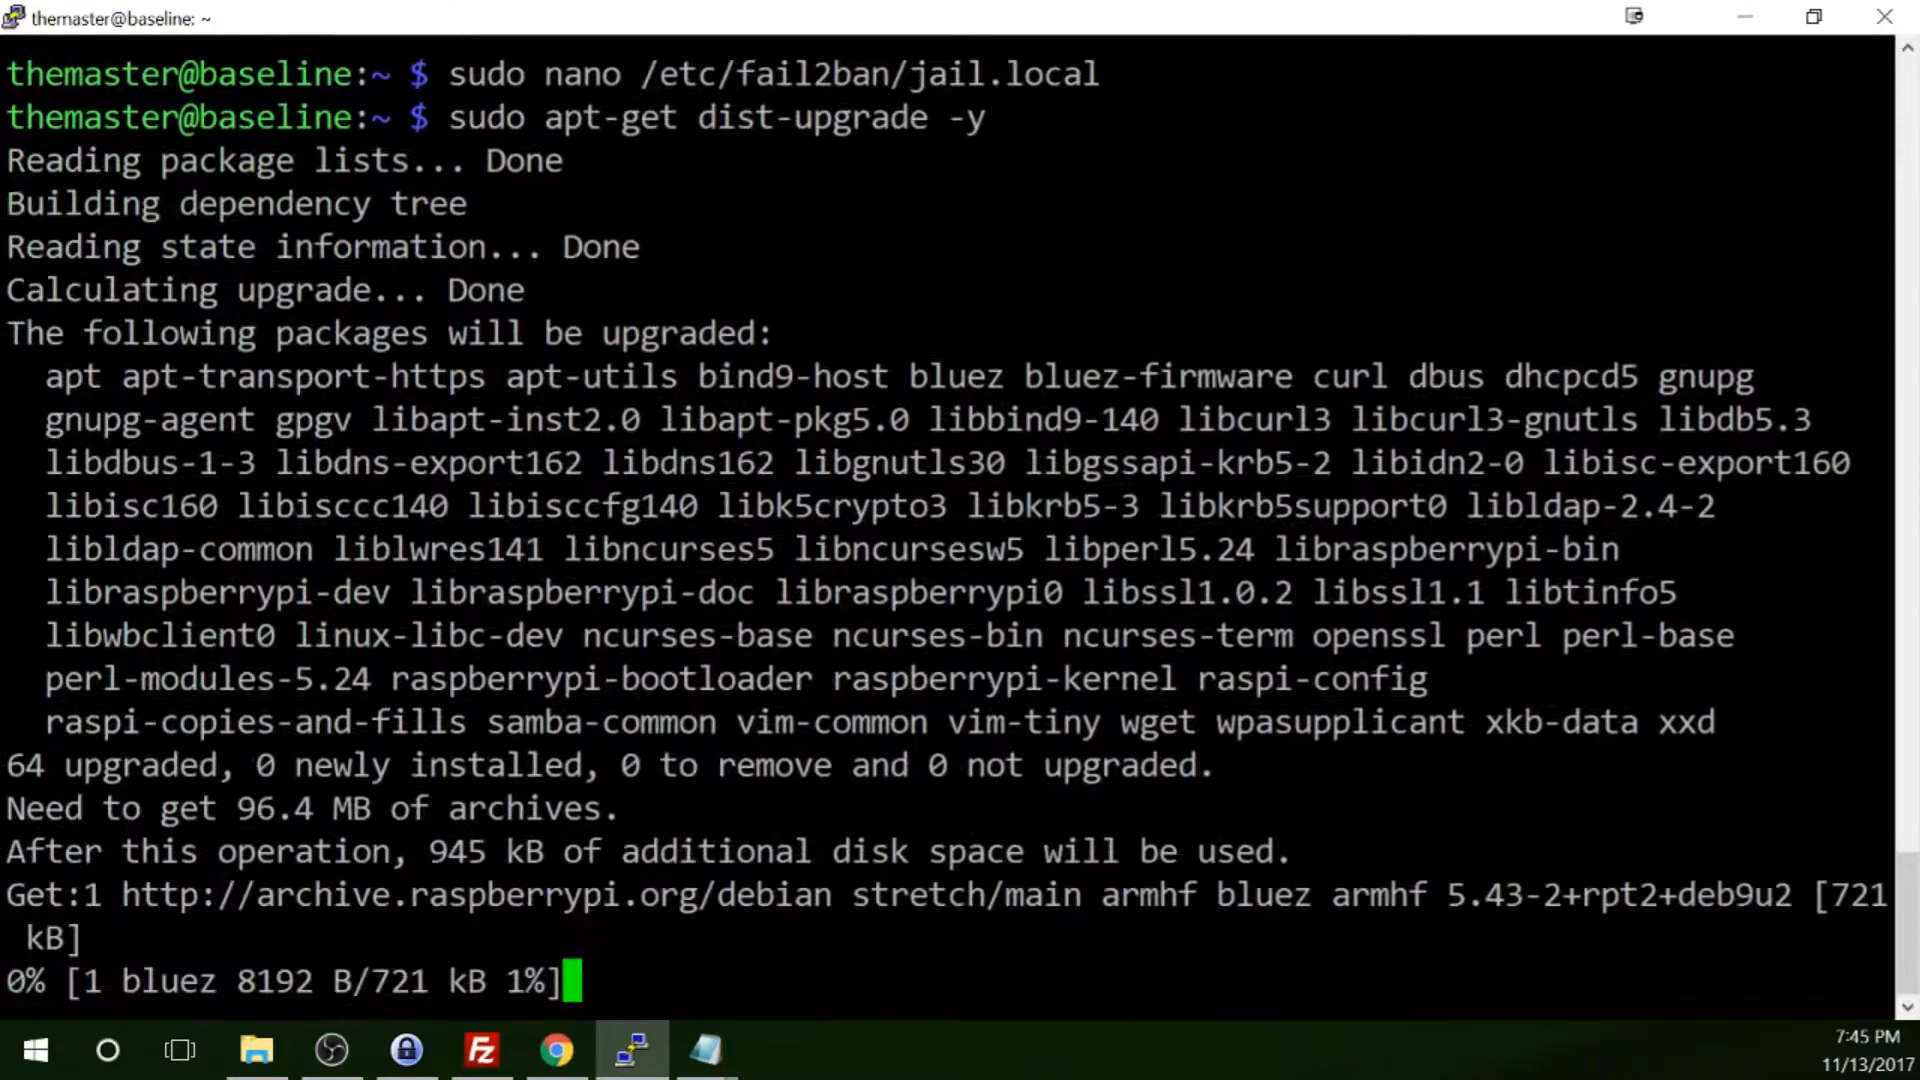 themaster@baseline: ~
themaster@baseline:~ $ sudo nano /etc/fail2ban/jail.local
themaster@baseline:~ $ sudo apt-get dist-upgrade -y
Reading package lists... Done
Building dependency tree
Reading state information... Done
Calculating upgrade... Done
The following packages will be upgraded:
apt apt-transport-https apt-utils bind9-host bluez bluez-firmware curl dbus dhcpcd5 gnupg
gnupg-agent gpgv libapt-inst2.0 libapt-pkg5.0 libbind9-140 libcurl3 libcurl3-gnutls libdb5.3
libdbus-1-3 libdns-export162 libdns162 libgnutls30 libgssapi-krb5-2 libidn2-0 libisc-export160
libisc160 libisccc140 libisccfg140 libk5crypto3 libkrb5-3 libkrb5support0 libldap-2.4-2
libldap-common liblwres141 libncurses5 libncursesw5 libperl5.24 libraspberrypi-bin
libraspberrypi-dev libraspberrypi-doc libraspberrypi0 libssl1.0.2 libssl1.1 libtinfo5
libwbclient0 linux-libc-dev ncurses-base ncurses-bin ncurses-term openssl perl perl-base
perl-modules-5.24 raspberrypi-bootloader raspberrypi-kernel raspi-config
raspi-copies-and-fills samba-common vim-common vim-tiny wget wpasupplicant xkb-data xxd
64 upgraded, 0 newly installed, 0 to remove and 0 not upgraded.
Need to get 96.4 MB of archives.
After this operation, 945 kB of additional disk space will be used.
Get:1 http://archive.raspberrypi.org/debian stretch/main armhf bluez armhf 5.43-2+rpt2+deb9u2 [721
kB]
0% [1 bluez 8192 B/721 kB 1%]
Fz
7:45 PM
11/13/2017